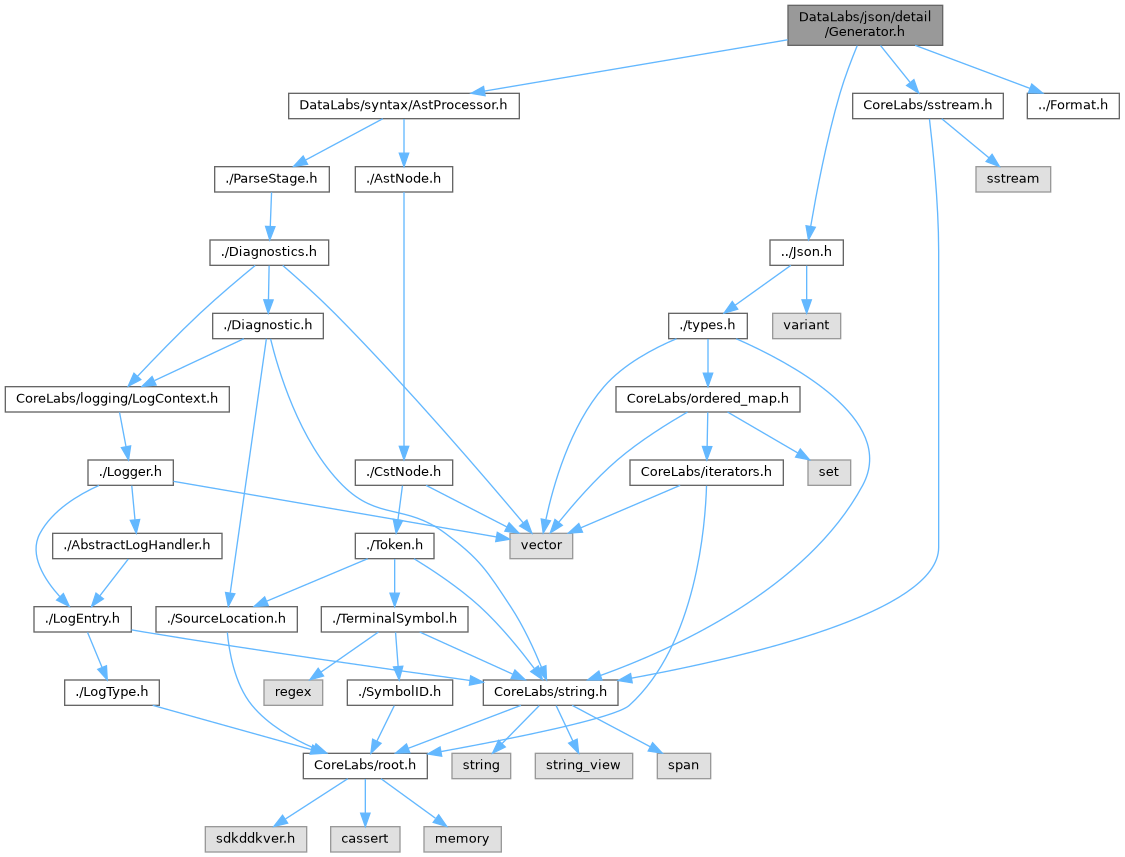 DataLabs/json/detail
/Generator.h
DataLabs/syntax/AstProcessor.h
CoreLabs/sstream.h
../Format.h
./ParseStage.h
./AstNode.h
sstream
./Diagnostics.h
../Json.h
./Diagnostic.h
./types.h
variant
CoreLabs/logging/LogContext.h
CoreLabs/ordered_map.h
./Logger.h
./CstNode.h
CoreLabs/iterators.h
set
./AbstractLogHandler.h
./Token.h
vector
./LogEntry.h
./SourceLocation.h
./TerminalSymbol.h
./LogType.h
regex
./SymbolID.h
CoreLabs/string.h
CoreLabs/root.h
string
string_view
span
sdkddkver.h
cassert
memory